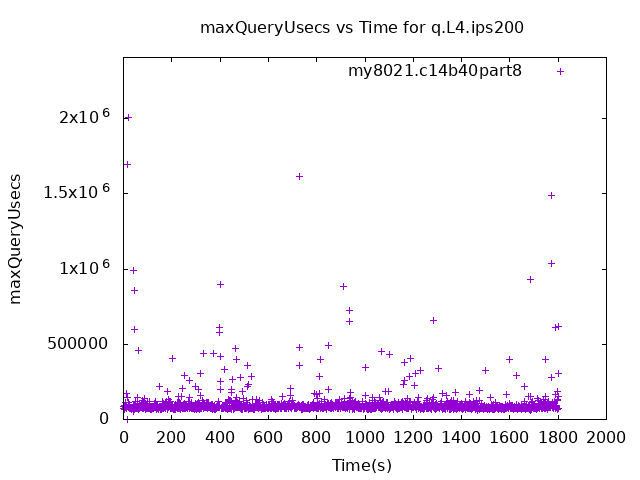 maxQueryUsecs vs Time for q.L4.ips200
my8021.c14b40part8
maxQueryUsecs
2x10^6
1.5x10^6
1x10^6
500000
0
0 200 400 600 800 1000 1200 1400 1600 1800 2000
Time(s)